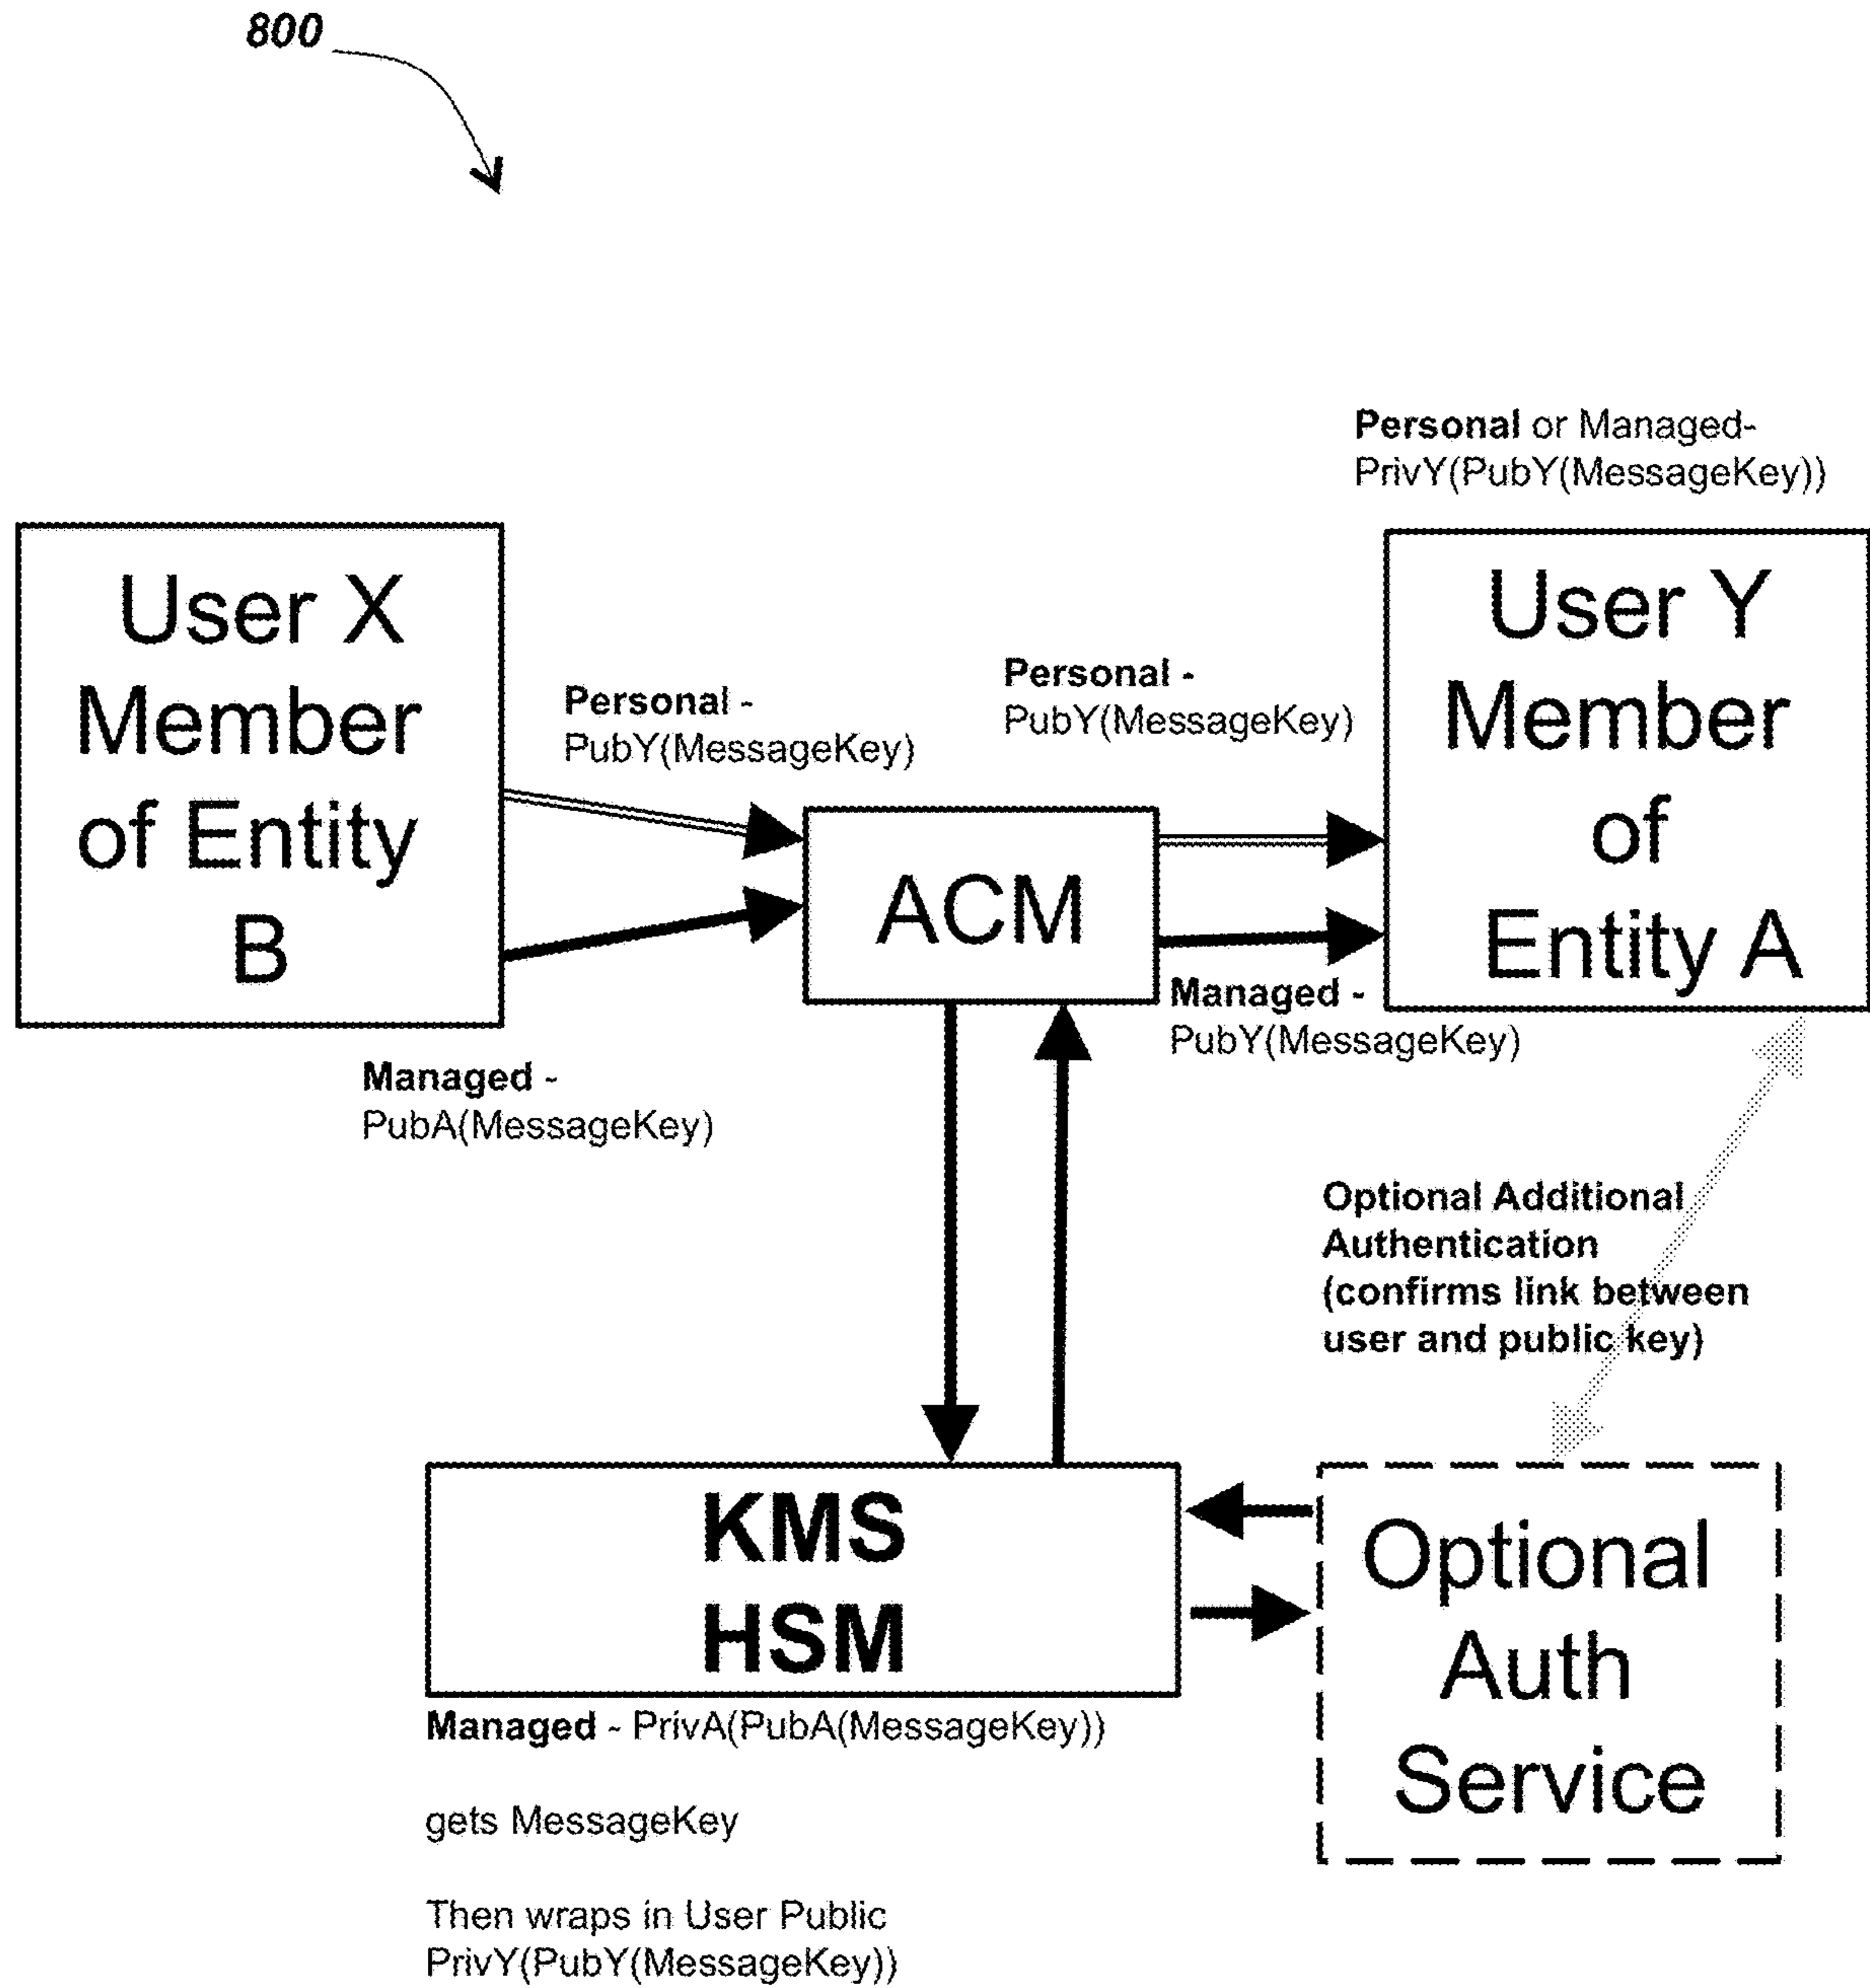 800
Personal or Managed-
PrivY(PubY(MessageKey))
User X
Member
of Entity
B
User Y
Member
of
Entity A
Personal -
PubY(MessageKey)
Personal -
PubY(MessageKey)
ACM
Managed -
PubY(MessageKey)
Managed -
PubA(MessageKey)
Optional Additional
Authentication
(confirms link between
user and public key)
KMS
HSM
Optional
Auth
Service
Managed - PrivA(PubA(MessageKey))
gets MessageKey
Then wraps in User Public
PrivY(PubY(MessageKey))